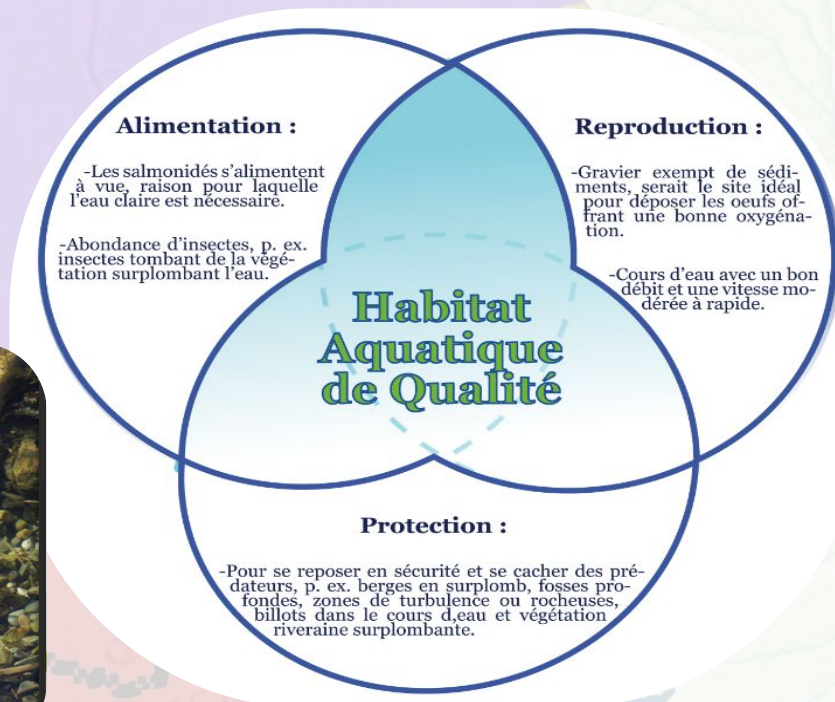 Alimentation :
-Les salmonidés s'alimentent
à vue, raison pour laquelle
l'eau claire est nécessaire.
-Abondance d'insectes, p. ex.
insectes tombant de la végé-
tation surplombant l'eau.
Reproduction :
-Gravier exempt de sédi-
ments, serait le site idéal
pour déposer les oeufs of-
frant une bonne oxygéna-
tion.
-Cours d'eau avec un bon
débit et une vitesse mo-
dérée à rapide.
Habitat
Aquatique
de Qualité
Protection :
-Pour se reposer en sécurité et se cacher des pré-
dateurs, p. ex. berges en surplomb, fosses pro-
fondes, zones de turbulence ou rocheuses,
billots dans le cours d,eau et végétation
riveraine surplombante.